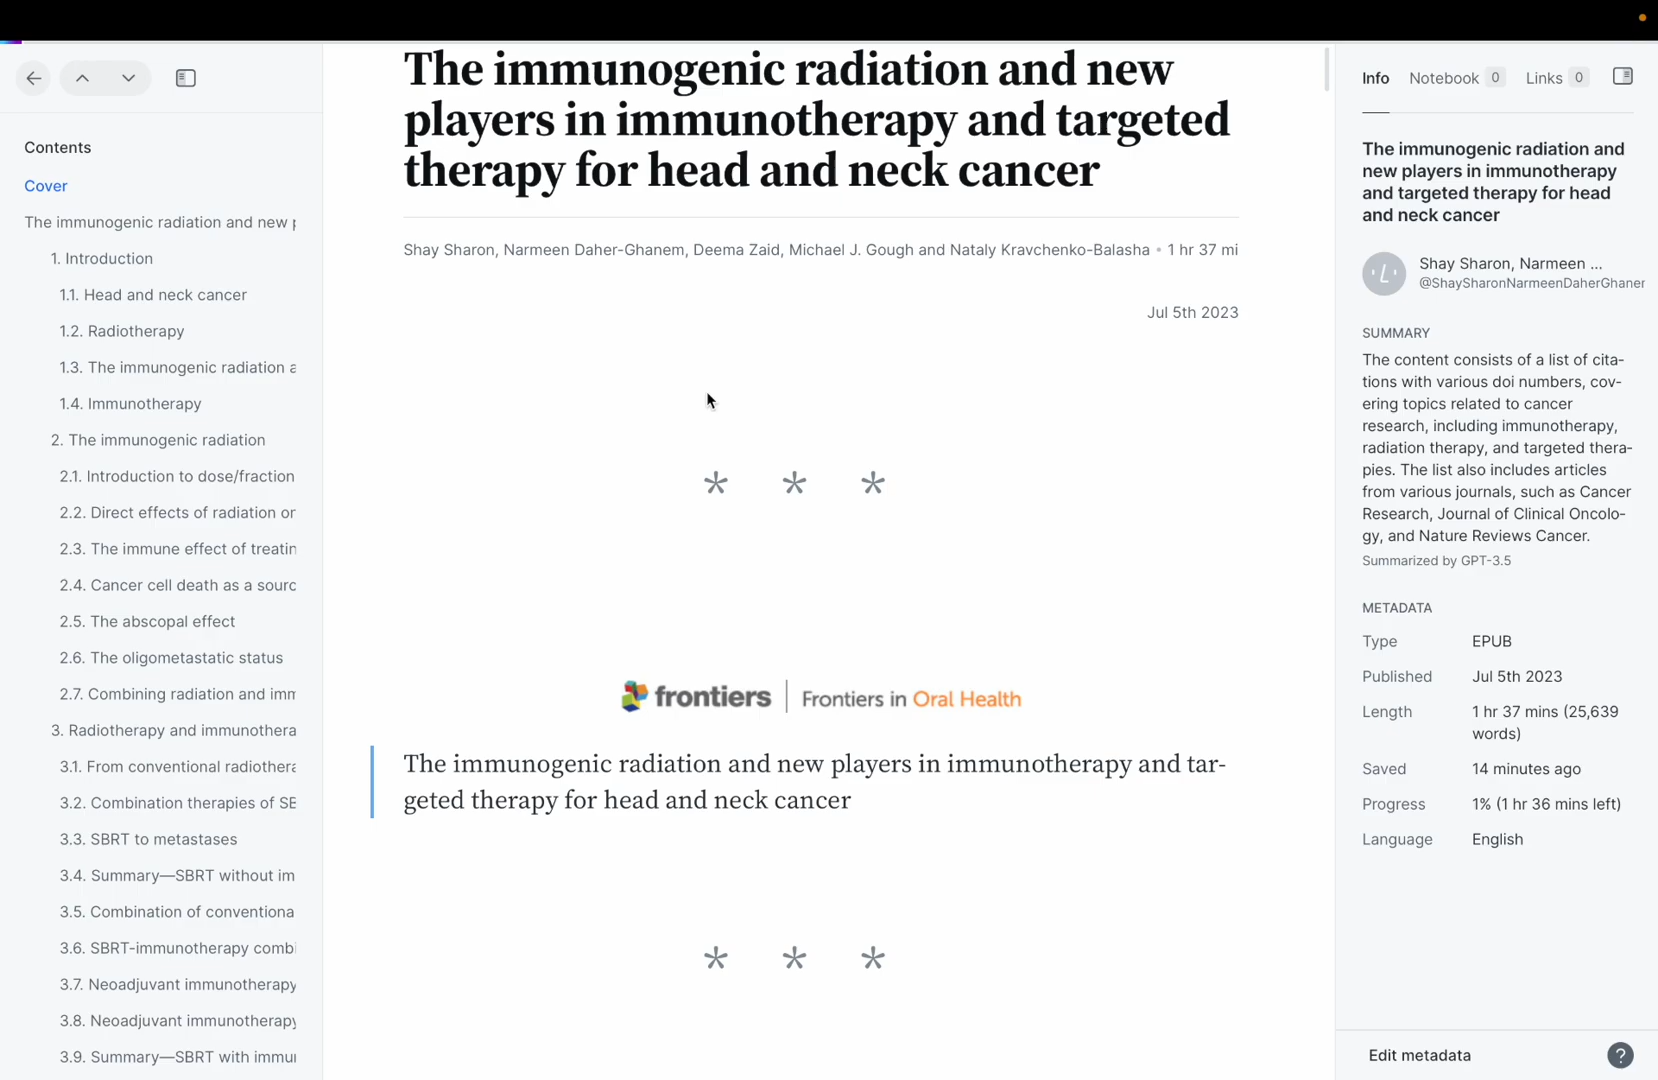 Contents
Cover
The immunogenic radiation and new p
1. Introduction
1.1. Head and neck cancer
1.2. Radiotherapy
1.3. The immunogenic radiation a
1.4. Immunotherapy
2. The immunogenic radiation
2.1. Introduction to dose/fraction
2.2. Direct effects of radiation or
2.3. The immune effect of treatin
2.4. Cancer cell death as a sourc
2.5. The abscopal effect
2.6. The oligometastatic status
2.7. Combining radiation and imm
3. Radiotherapy and immunothera
3.1. From conventional radiothera
3.2. Combination therapies of SB
3.3. SBRT to metastases
3.4. Summary—SBRT without im
3.5. Combination of conventiona
3.6. SBRT-immunotherapy combi
3.7. Neoadjuvant immunotherapy
3.8. Neoadjuvant immunotherapy
3.9. Summary—SBRT with immu
The immunogenic radiation and new
players in immunotherapy and targeted
therapy for head and neck cancer
Shay Sharon, Narmeen Daher-Ghanem, Deema Zaid, Michael J. Gough and Nataly Kravchenko-Balasha • 1 hr 37 mi
Jul 5th 2023
* * *
frontiers | Frontiers in Oral Health
The immunogenic radiation and new players in immunotherapy and tar-
geted therapy for head and neck cancer
* * *
Info Notebook 0 Links 0
The immunogenic radiation and
new players in immunotherapy
and targeted therapy for head
and neck cancer
Shay Sharon, Narmeen ...
@ShaySharonNarmeenDaherGhaner
SUMMARY
The content consists of a list of cita-
tions with various doi numbers, cov-
ering topics related to cancer
research, including immunotherapy,
radiation therapy, and targeted thera-
pies. The list also includes articles
from various journals, such as Cancer
Research, Journal of Clinical Oncolo-
gy, and Nature Reviews Cancer.
Summarized by GPT-3.5
METADATA
Type EPUB
Published Jul 5th 2023
Length 1 hr 37 mins (25,639
words)
Saved 14 minutes ago
Progress 1% (1 hr 36 mins left)
Language English
Edit metadata ?